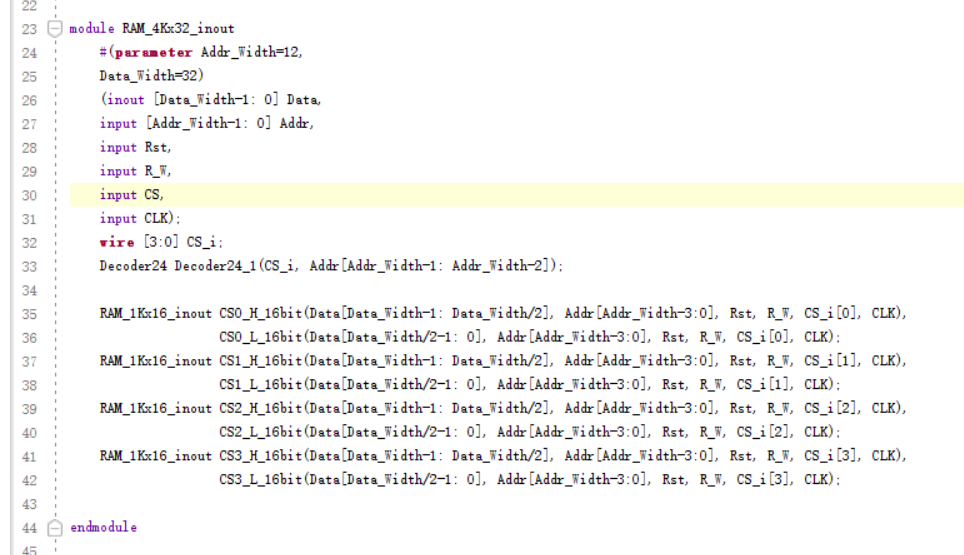 22
23 module RAM_4Kx32_inout
24 #(parameter Addr_Width=12,
25 Data_Width=32)
26 (inout [Data_Width-1: 0] Data,
27 input [Addr_Width-1: 0] Addr,
28 input Rst,
29 input R_W,
30 input CS,
31 input CLK);
32 wire [3:0] CS_i;
33 Decoder24 Decoder24_1(CS_i, Addr[Addr_Width-1: Addr_Width-2]);
34
35 RAM_1Kx16_inout CS0_H_16bit(Data[Data_Width-1: Data_Width/2], Addr[Addr_Width-3:0], Rst, R_W, CS_i[0], CLK),
36 CS0_L_16bit(Data[Data_Width/2-1: 0], Addr[Addr_Width-3:0], Rst, R_W, CS_i[0], CLK);
37 RAM_1Kx16_inout CS1_H_16bit(Data[Data_Width-1: Data_Width/2], Addr[Addr_Width-3:0], Rst, R_W, CS_i[1], CLK),
38 CS1_L_16bit(Data[Data_Width/2-1: 0], Addr[Addr_Width-3:0], Rst, R_W, CS_i[1], CLK);
39 RAM_1Kx16_inout CS2_H_16bit(Data[Data_Width-1: Data_Width/2], Addr[Addr_Width-3:0], Rst, R_W, CS_i[2], CLK),
40 CS2_L_16bit(Data[Data_Width/2-1: 0], Addr[Addr_Width-3:0], Rst, R_W, CS_i[2], CLK);
41 RAM_1Kx16_inout CS3_H_16bit(Data[Data_Width-1: Data_Width/2], Addr[Addr_Width-3:0], Rst, R_W, CS_i[3], CLK),
42 CS3_L_16bit(Data[Data_Width/2-1: 0], Addr[Addr_Width-3:0], Rst, R_W, CS_i[3], CLK);
43
44 endmodule
45